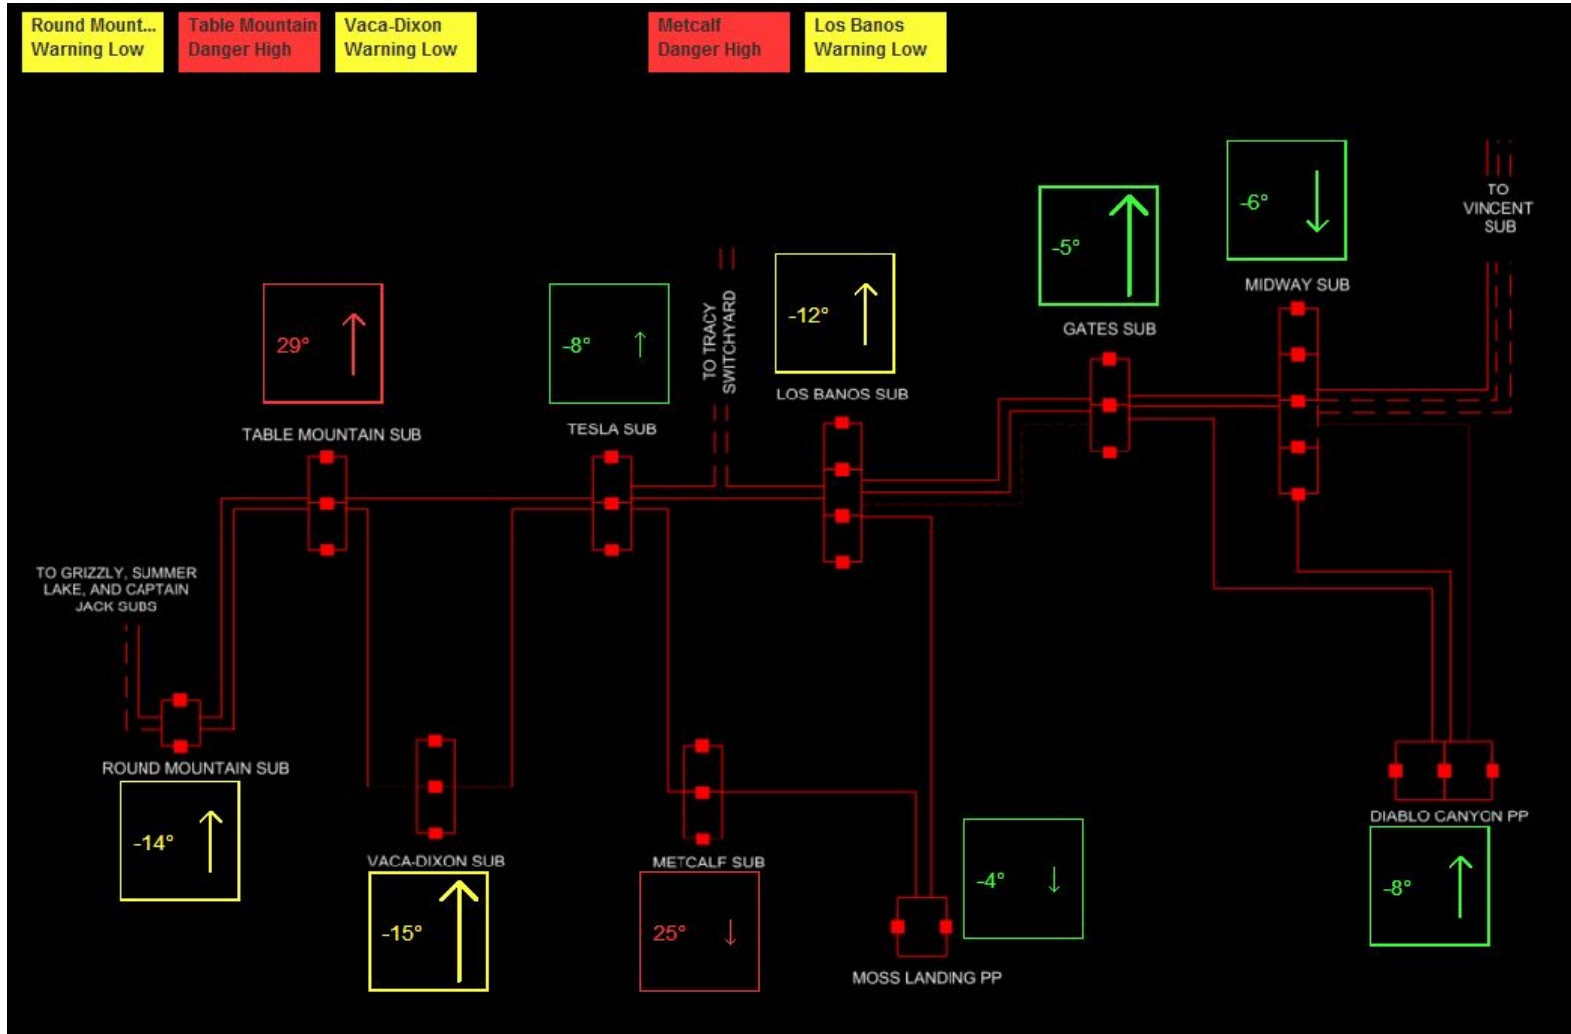 Round Mount...
Warning Low
Table Mountain
Danger High
Vaca-Dixon
Warning Low
Metcalf
Danger High
Los Banos
Warning Low
-6°
TO
VINCENT
SUB
-5°
MIDWAY SUB
-12°
GATES SUB
29°
-8°
TO TRACY
SWITCHYARD
LOS BANOS SUB
TABLE MOUNTAIN SUB
TESLA SUB
TO GRIZZLY, SUMMER
LAKE, AND CAPTAIN
JACK SUBS
ROUND MOUNTAIN SUB
-14°
VACA-DIXON SUB
-15°
METCALF SUB
25°
-4°
MOSS LANDING PP
DIABLO CANYON PP
-8°